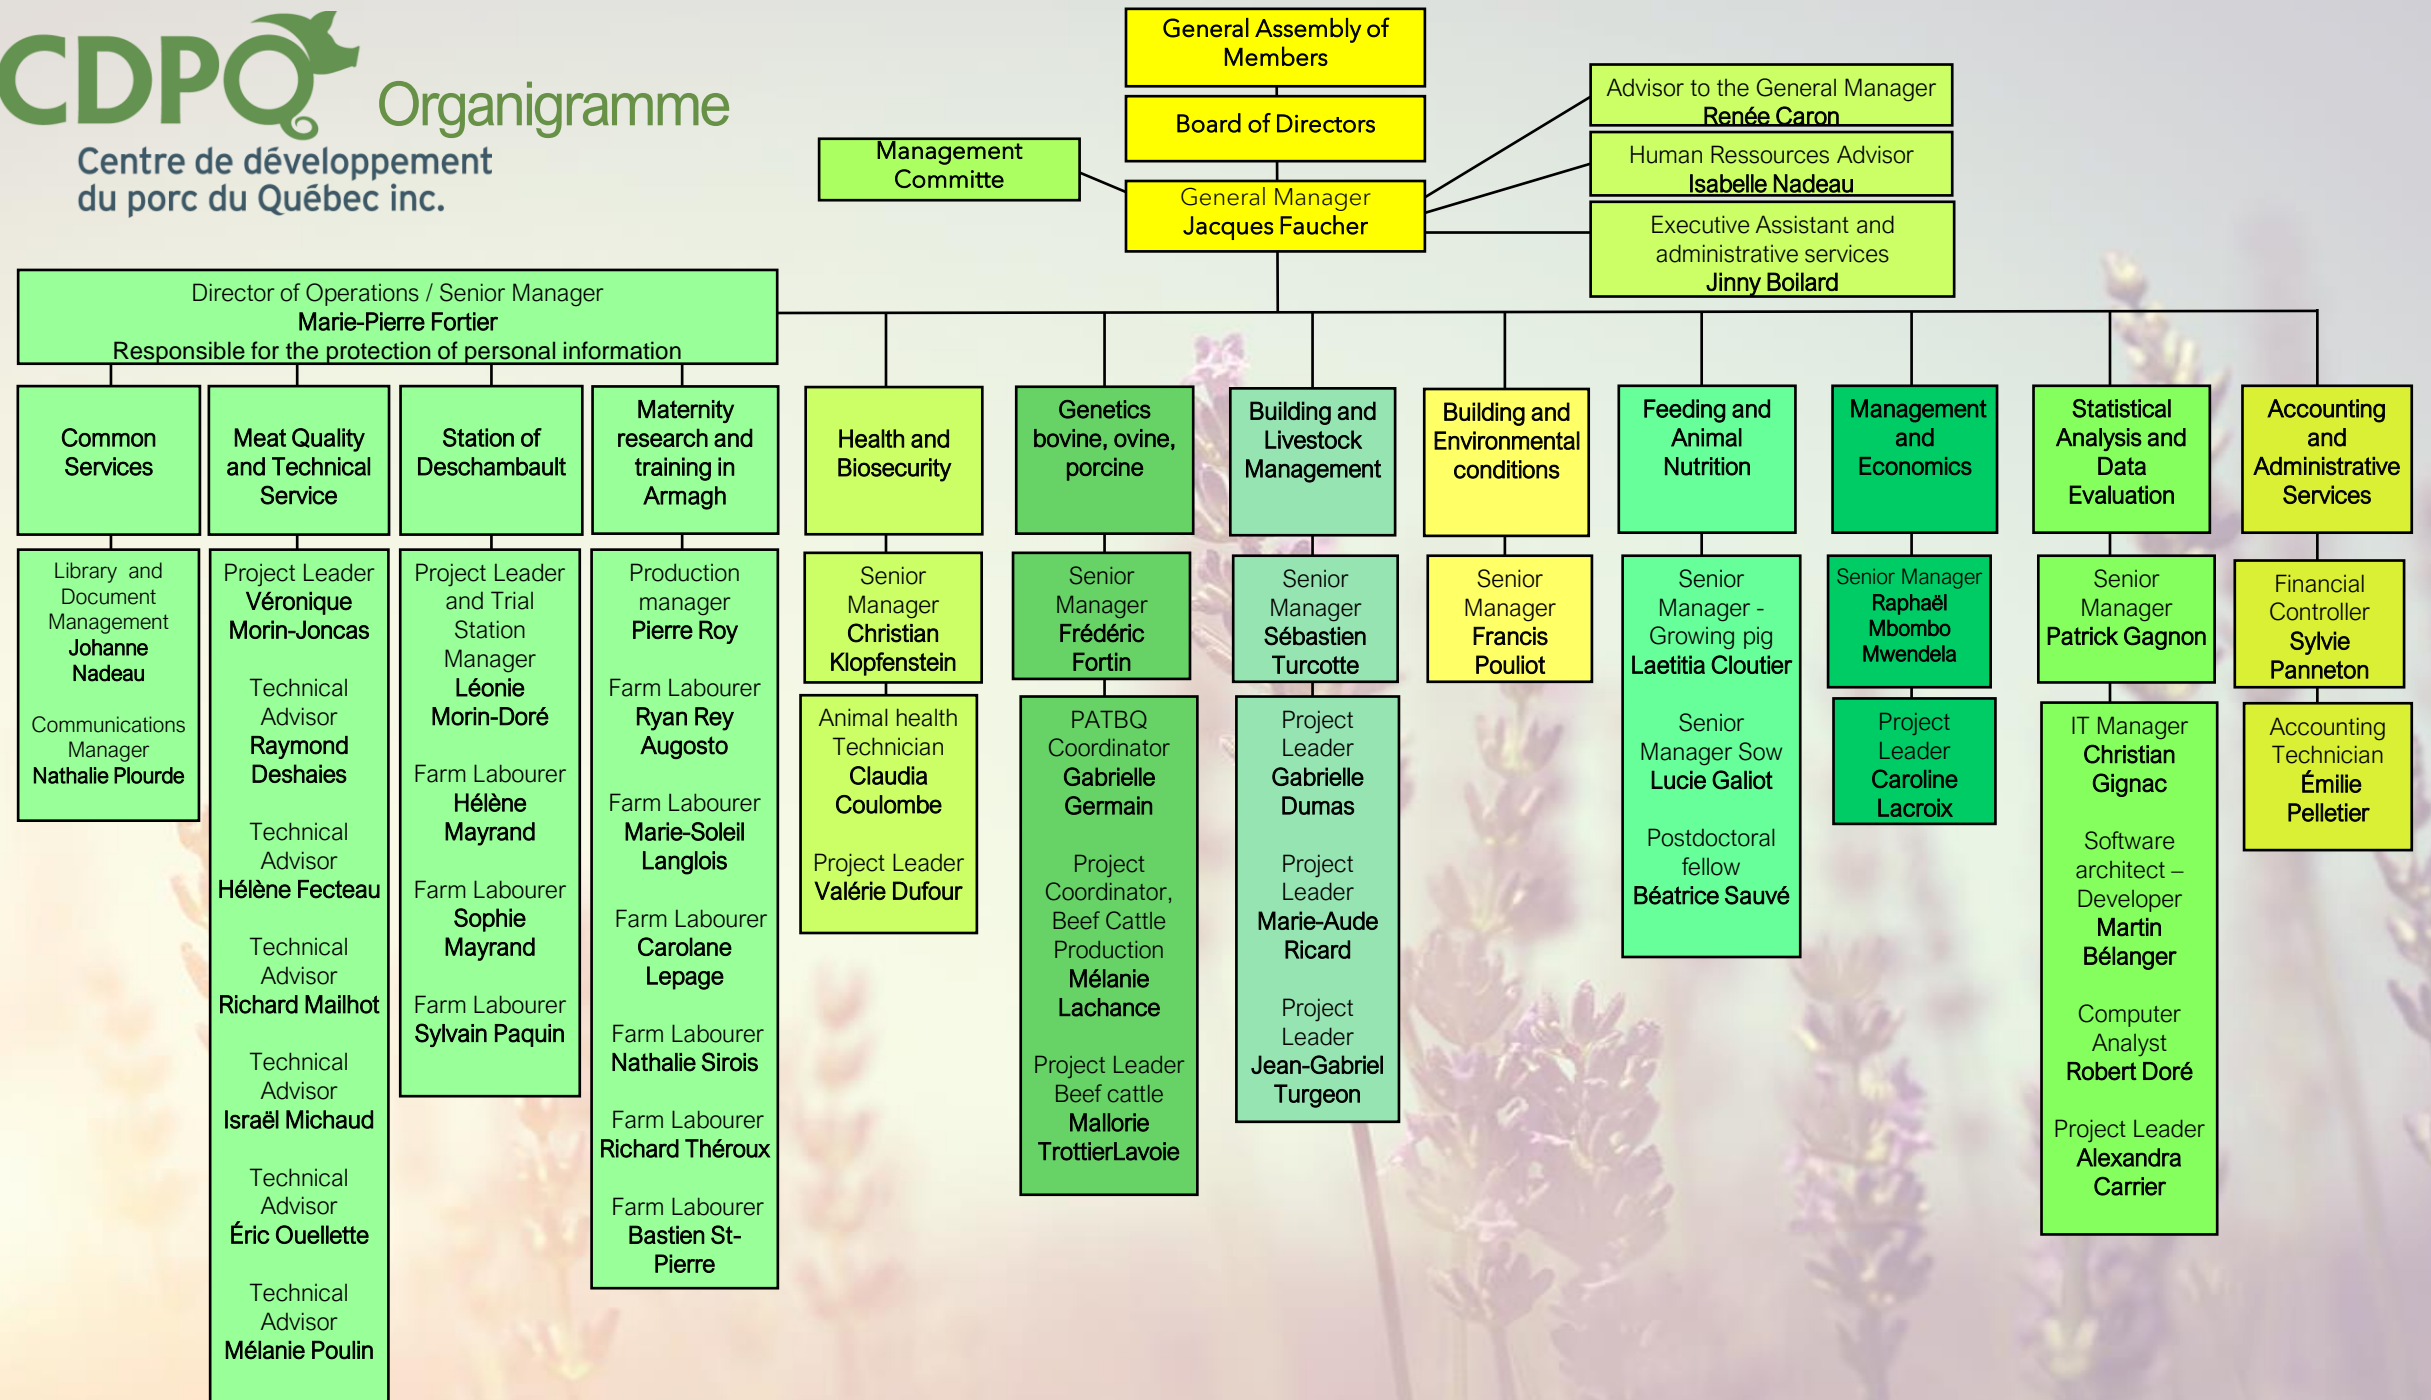 CDPQ
Organigramme
Centre de développement
du porc du Québec inc.
General Assembly of
Members
Board of Directors
Management
Committe
General Manager
Jacques Faucher
Advisor to the General Manager
Renée Caron
Human Ressources Advisor
Isabelle Nadeau
Executive Assistant and
administrative services
Jinny Boilard
Director of Operations / Senior Manager
Marie-Pierre Fortier
Responsible for the protection of personal information
Common
Services
Library and
Document
Management
Johanne
Nadeau
Communications
Manager
Nathalie Plourde
Meat Quality
and Technical
Service
Project Leader
Véronique
Morin-Joncas
Technical
Advisor
Raymond
Deshaies
Technical
Advisor
Hélène Fecteau
Technical
Advisor
Richard Mailhot
Technical
Advisor
Israël Michaud
Technical
Advisor
Éric Ouellette
Technical
Advisor
Mélanie Poulin
Station of
Deschambault
Project Leader
and Trial
Station
Manager
Léonie
Morin-Doré
Farm Labourer
Hélène
Mayrand
Farm Labourer
Sophie
Mayrand
Farm Labourer
Sylvain Paquin
Maternity
research and
training in
Armagh
Production
manager
Pierre Roy
Farm Labourer
Ryan Rey
Augosto
Farm Labourer
Marie-Soleil
Langlois
Farm Labourer
Carolane
Lepage
Farm Labourer
Nathalie Sirois
Farm Labourer
Richard Théroux
Farm Labourer
Bastien St-
Pierre
Health and
Biosecurity
Senior
Manager
Christian
Klopfenstein
Animal health
Technician
Claudia
Coulombe
Project Leader
Valérie Dufour
Genetics
bovine, ovine,
porcine
Senior
Manager
Frédéric
Fortin
PATBQ
Coordinator
Gabrielle
Germain
Project
Coordinator,
Beef Cattle
Production
Mélanie
Lachance
Project Leader
Beef cattle
Mallorie
TrottierLavoie
Building and
Livestock
Management
Senior
Manager
Sébastien
Turcotte
Project
Leader
Gabrielle
Dumas
Project
Leader
Marie-Aude
Ricard
Project
Leader
Jean-Gabriel
Turgeon
Building and
Environmental
conditions
Senior
Manager
Francis
Pouliot
Feeding and
Animal
Nutrition
Senior
Manager -
Growing pig
Laetitia Cloutier
Senior
Manager Sow
Lucie Galiot
Postdoctoral
fellow
Béatrice Sauvé
Management
and
Economics
Senior Manager
Raphaël
Mbombo
Mwendela
Project
Leader
Caroline
Lacroix
Statistical
Analysis and
Data
Evaluation
Senior
Manager
Patrick Gagnon
IT Manager
Christian
Gignac
Software
architect –
Developer
Martin
Bélanger
Computer
Analyst
Robert Doré
Project Leader
Alexandra
Carrier
Accounting
and
Administrative
Services
Financial
Controller
Sylvie
Panneton
Accounting
Technician
Émilie
Pelletier